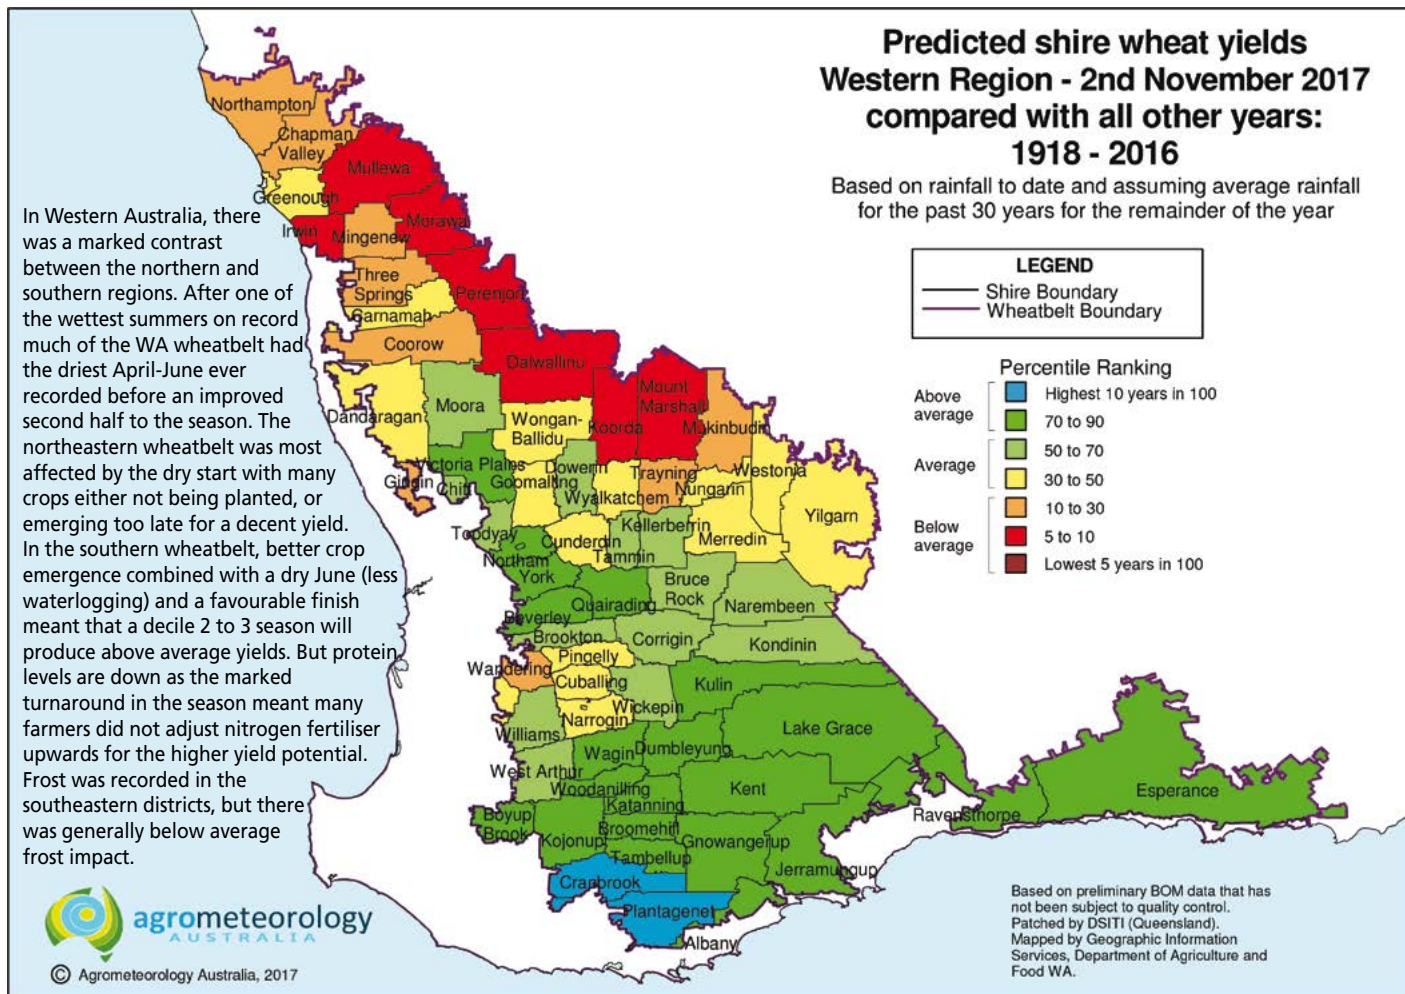 Predicted shire wheat yields
Western Region - 2nd November 2017
compared with all other years:
1918 - 2016
Based on rainfall to date and assuming average rainfall
for the past 30 years for the remainder of the year
LEGEND
Shire Boundary
Wheatbelt Boundary
Percentile Ranking
Above
average
Highest 10 years in 100
70 to 90
Average
50 to 70
30 to 50
Below
average
10 to 30
5 to 10
Lowest 5 years in 100
In Western Australia, there
was a marked contrast
between the northern and
southern regions. After one of
the wettest summers on record
much of the WA wheatbelt had
the driest April-June ever
recorded before an improved
second half to the season. The
northeastern wheatbelt was most
affected by the dry start with many
crops either not being planted, or
emerging too late for a decent yield.
In the southern wheatbelt, better crop
emergence combined with a dry June (less
waterlogging) and a favourable finish
meant that a decile 2 to 3 season will
produce above average yields. But protein
levels are down as the marked
turnaround in the season meant many
farmers did not adjust nitrogen fertiliser
upwards for the higher yield potential.
Frost was recorded in the
southeastern districts, but there
was generally below average
frost impact.
Northampton
Chapman
Valley
Mullewa
Greenough
Irwin
Mingenew
Morawa
Three
Springs
Perenjori
Carnamah
Coorow
Dalwallinu
Dandaragan
Moora
Wongan-
Ballidu
Koorda
Mount
Marshall
Mukinbudin
Victoria Plains
Gingin
Chitt
Goomalling
Dowerin
Wyalkatchem
Trayning
Nungarin
Westonia
Yilgarn
Toodyay
Northam
York
Cunderdin
Tammin
Kellerberrin
Merredin
Quairading
Bruce
Rock
Narembeen
Beverley
Brookton
Corrigin
Kondinin
Wandering
Pingelly
Cuballing
Kulin
Narrogin
Wickepin
Lake Grace
Williams
Wagin
Dumbleyung
West Arthur
Woodanilling
Kent
Katanning
Boyup
Brook
Kojonup
Broomehill
Gnowangerup
Ravensthorpe
Esperance
Tambellup
Jerramungup
Cranbrook
Plantagenet
Albany
agrometeorology
AUSTRALIA
© Agrometeorology Australia, 2017
Based on preliminary BOM data that has
not been subject to quality control.
Patched by DSITI (Queensland).
Mapped by Geographic Information
Services, Department of Agriculture and
Food WA.